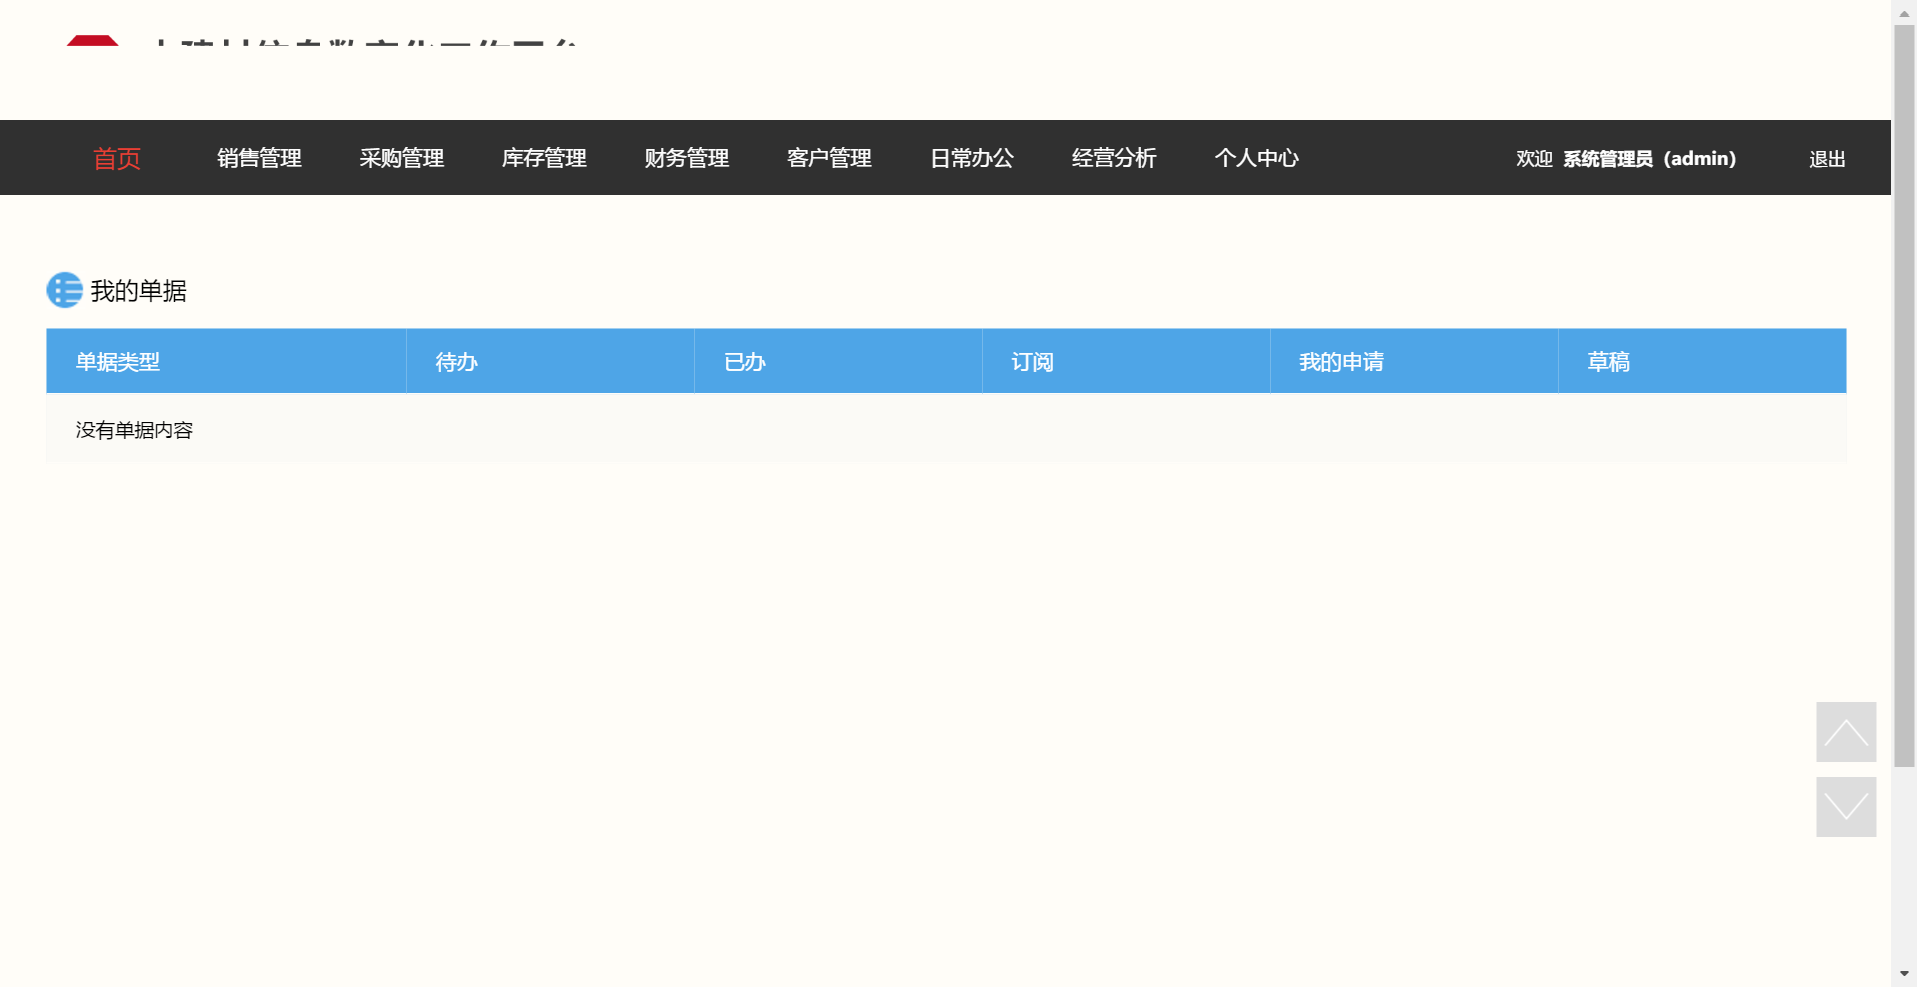 首页 销售管理 采购管理 库存管理 财务管理 客户管理 日常办公 经营分析 个人中心 欢迎 系统管理员（admin） 退出
我的单据
单据类型 待办 已办 订阅 我的申请 草稿
没有单据内容